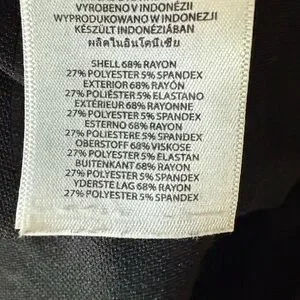 VYROBENO V INDONÉZII
WYPRODUKOWANO W INDONEZJI
KÉSZÜLT INDONÉZIÁBAN
ผลิตในอินโดนีเซีย
SHELL 68% RAYON
27% POLYESTER 5% SPANDEX
EXTERIOR 68% RAYÓN
27% POLIÉSTER 5% ELASTANO
EXTÉRIEUR 68% RAYONNE
27% POLYESTER 5% SPANDEX
ESTERNO 68% RAYON
27% POLIESTERE 5% SPANDEX
OBERSTOFF 68% VISKOSE
27% POLYESTER 5% ELASTAN
BUITENKANT 68% RAYON
27% POLYESTER 5% SPANDEX
YDERSTE LAG 68% RAYON
27% POLYESTER 5% SPANDEX